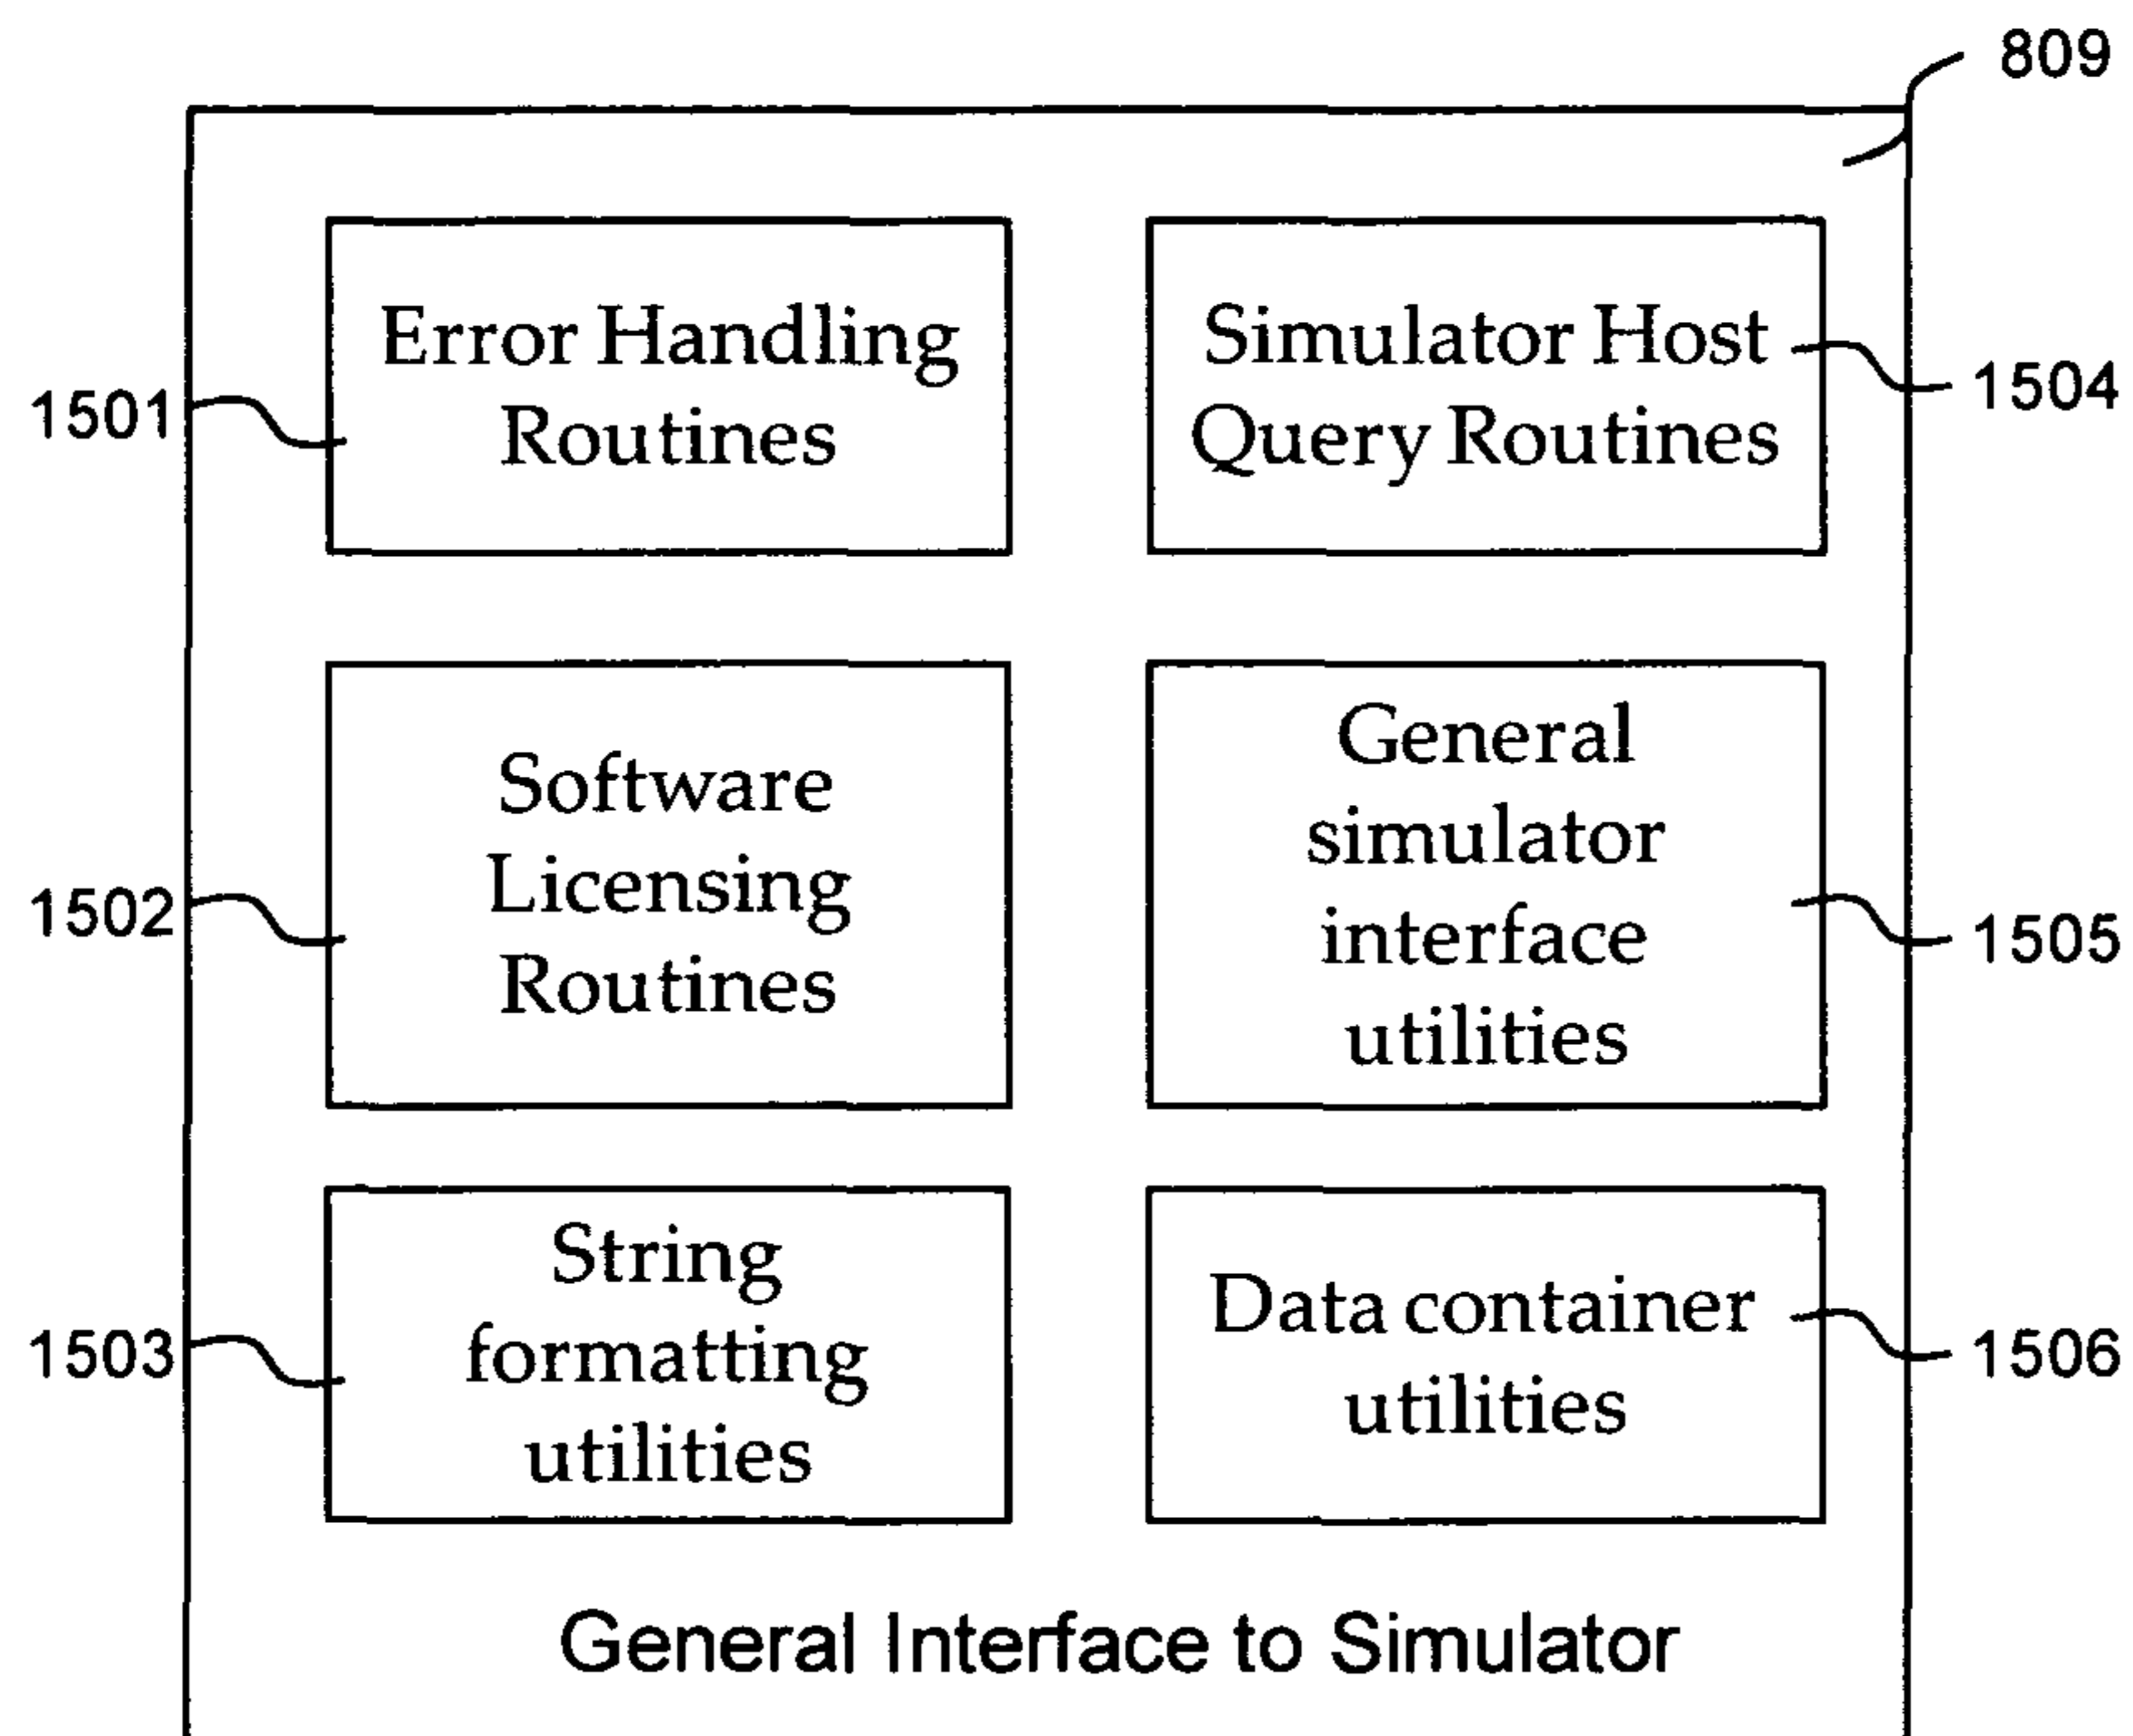 809
Error Handling
Routines
1501
Simulator Host
Query Routines
1504
Software
Licensing
Routines
1502
General
simulator
interface
utilities
1505
String
formatting
utilities
1503
Data container
utilities
1506
General Interface to Simulator